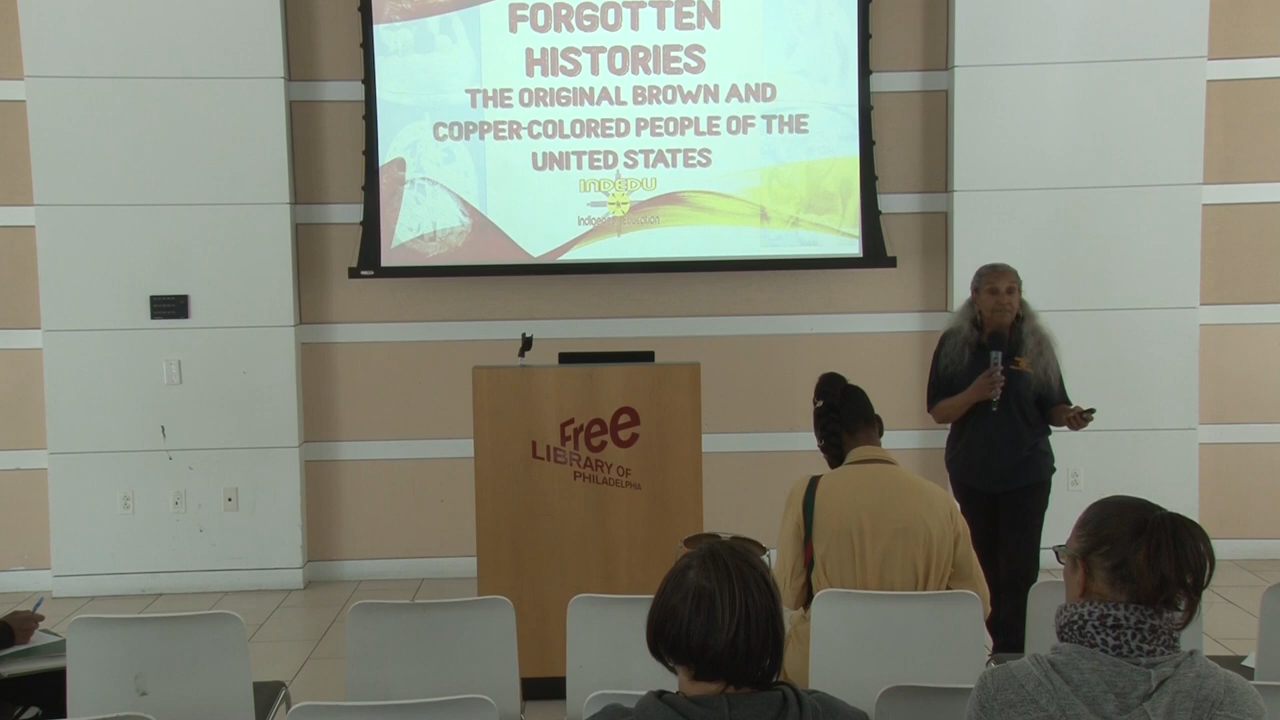 FORGOTTEN
HISTORIES
THE ORIGINAL BROWN AND
COPPER-COLORED PEOPLE OF THE
UNITED STATES
INDEDU
Free
LIBRARY OF
PHILADELPHIA